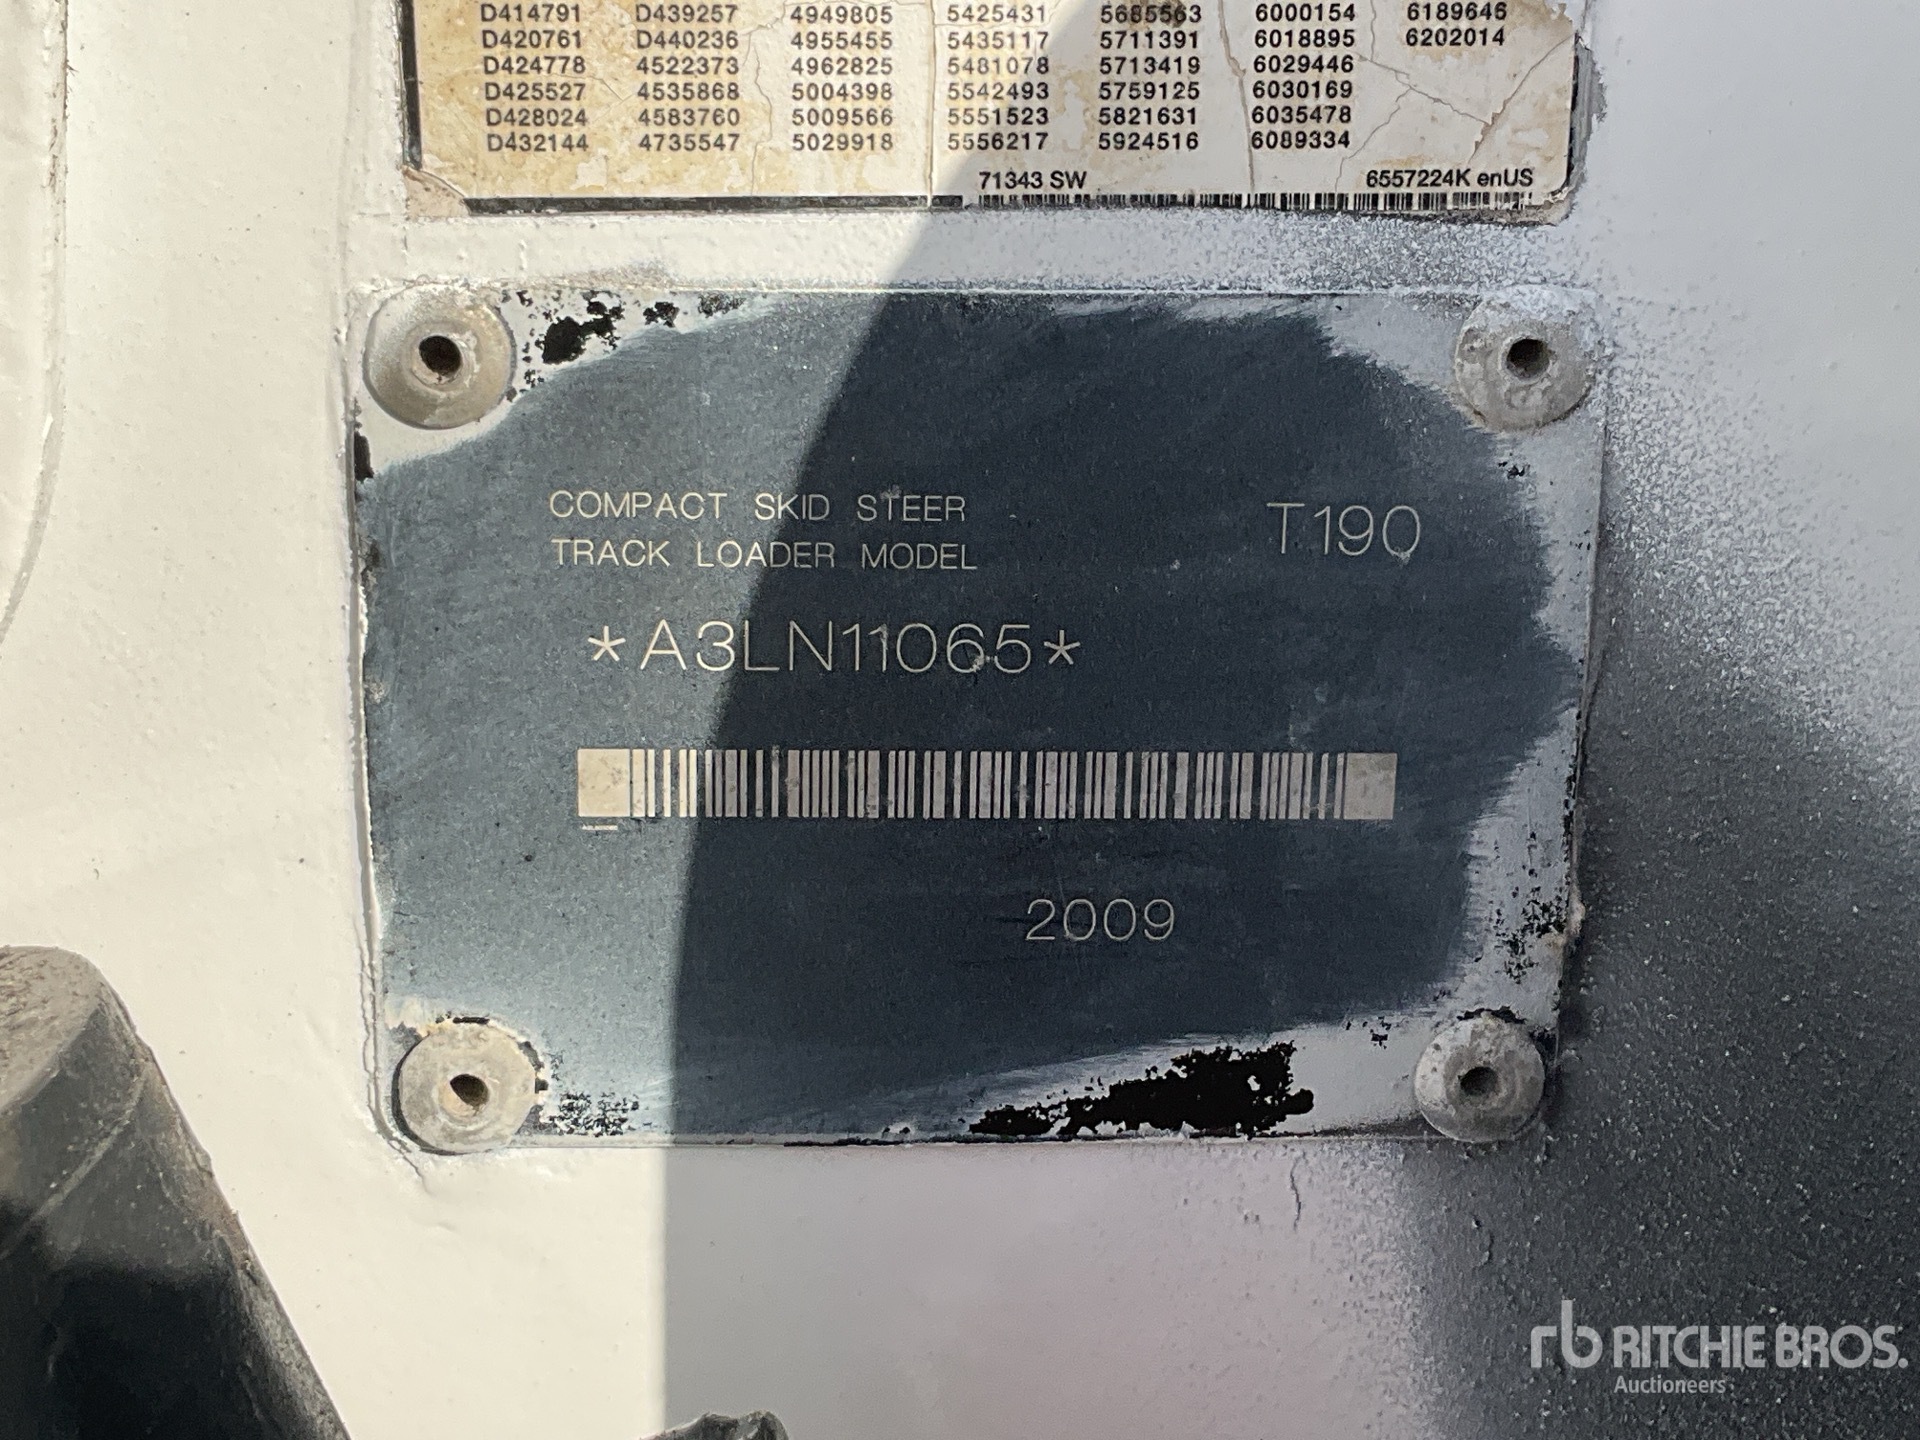 D414791 D439257 4949805 5425431 5685563 6000154 6189646
D420761 D440236 4955455 5435117 5711391 6018895 6202014
D424778 4522373 4962825 5481078 5713419 6029446
D425527 4535868 5004398 5542493 5759125 6030169
D428024 4583760 5009566 5551523 5821631 6035478
D432144 4735547 5029918 5556217 5924516 6089334
71343 SW 6557224K enUS
COMPACT SKID STEER
TRACK LOADER MODEL T190
*A3LN11065*
2009
rb RITCHIE BROS.
Auctioneers